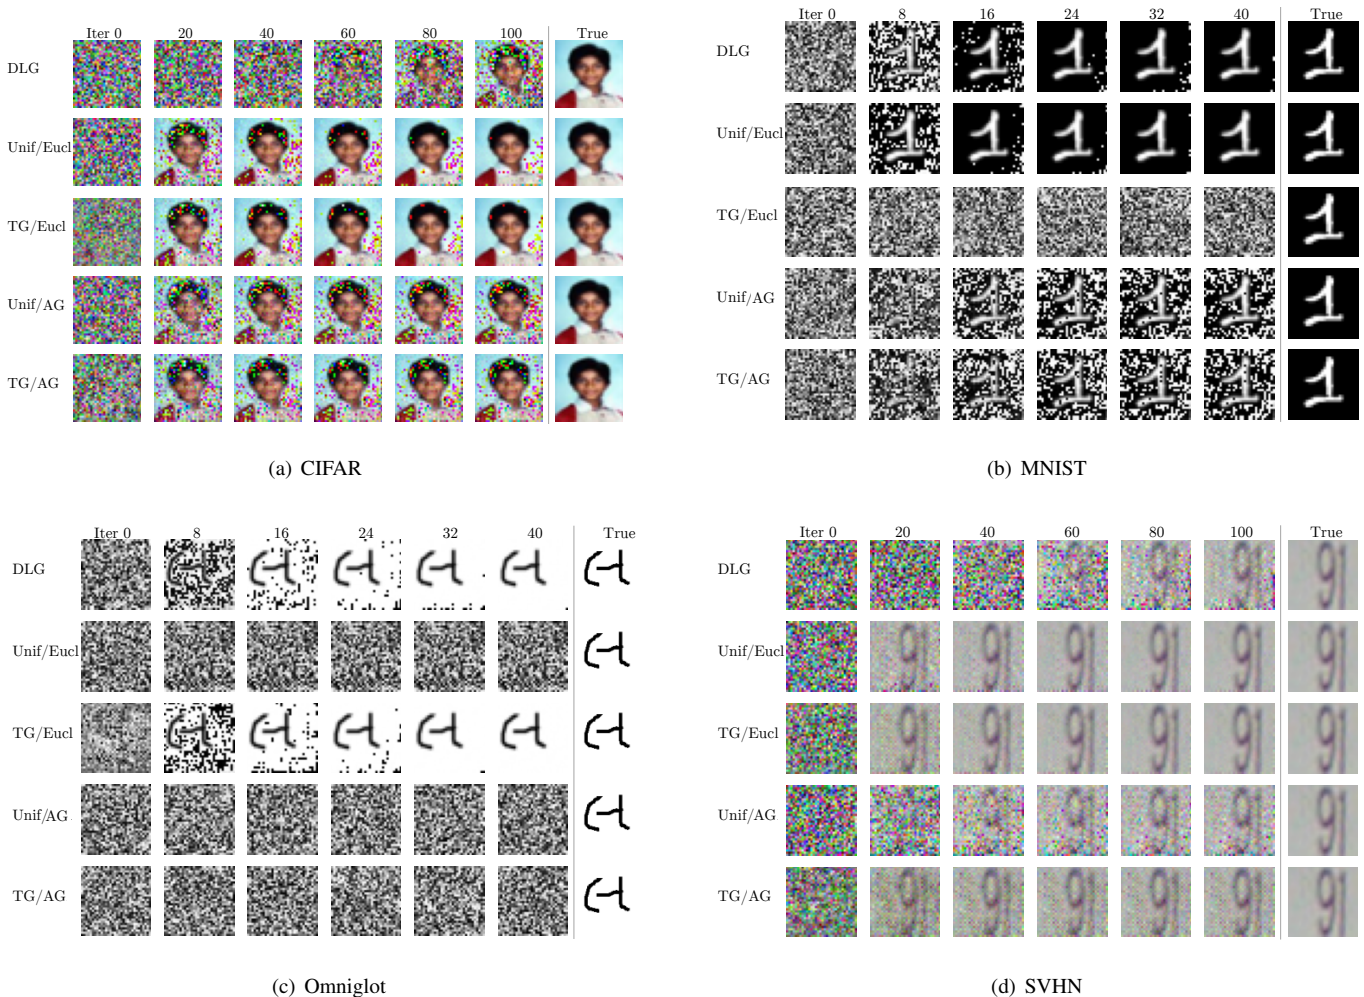 Iter 0 20 40 60 80 100 True
DLG
Unif/Eucl
TG/Eucl
Unif/AG
TG/AG
(a) CIFAR
Iter 0 8 16 24 32 40 True
DLG
Unif/Eucl
TG/Eucl
Unif/AG
TG/AG
(b) MNIST
Iter 0 8 16 24 32 40 True
DLG
Unif/Eucl
TG/Eucl
Unif/AG
TG/AG
(c) Omniglot
Iter 0 20 40 60 80 100 True
DLG
Unif/Eucl
TG/Eucl
Unif/AG
TG/AG
(d) SVHN